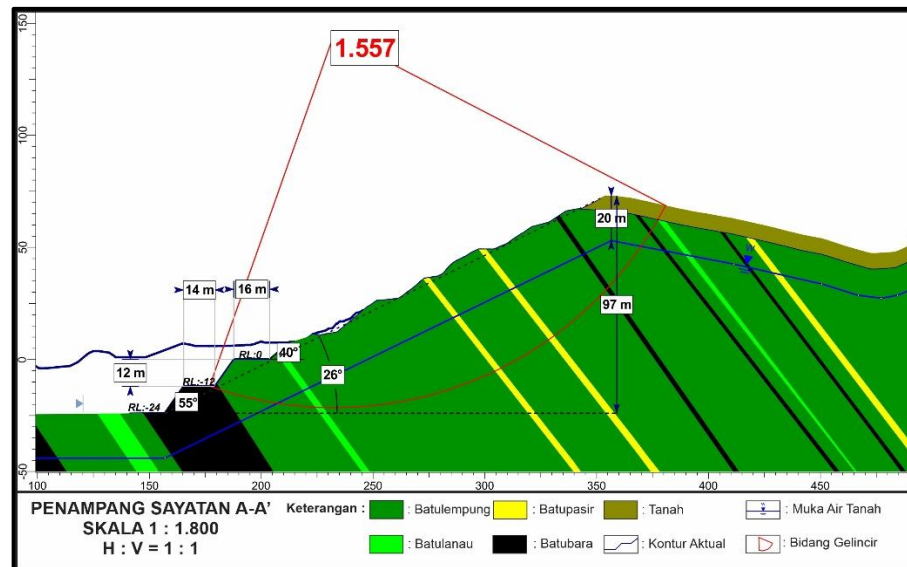 150
100
50
0
-50
1.557
14 m
16 m
12 m
RL:0
RL:-12
RL:-24
55°
40°
26°
20 m
97 m
W
100 150 200 250 300 350 400 450
PENAMPANG SAYATAN A-A'
SKALA 1 : 1.800
H : V = 1 : 1
Keterangan :
: Batulempung
: Batupasir
: Tanah
: Muka Air Tanah
: Batulanau
: Batubara
: Kontur Aktual
: Bidang Gelincir